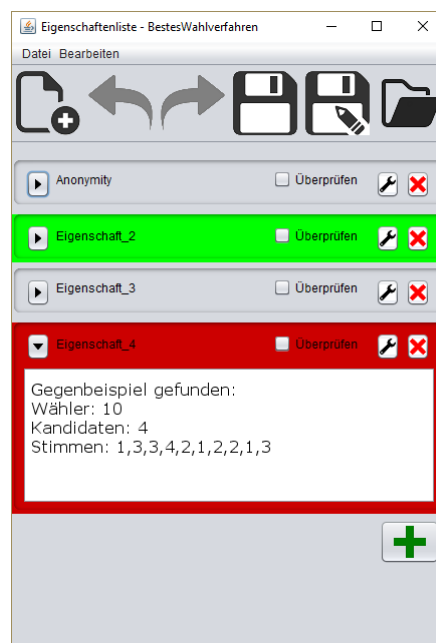 Eigenschaftenliste - BestesWahlverfahren
Datei Bearbeiten
Anonymity Überprüfen
Eigenschaft_2 Überprüfen
Eigenschaft_3 Überprüfen
Eigenschaft_4 Überprüfen
Gegenbeispiel gefunden:
Wähler: 10
Kandidaten: 4
Stimmen: 1,3,3,4,2,1,2,2,1,3